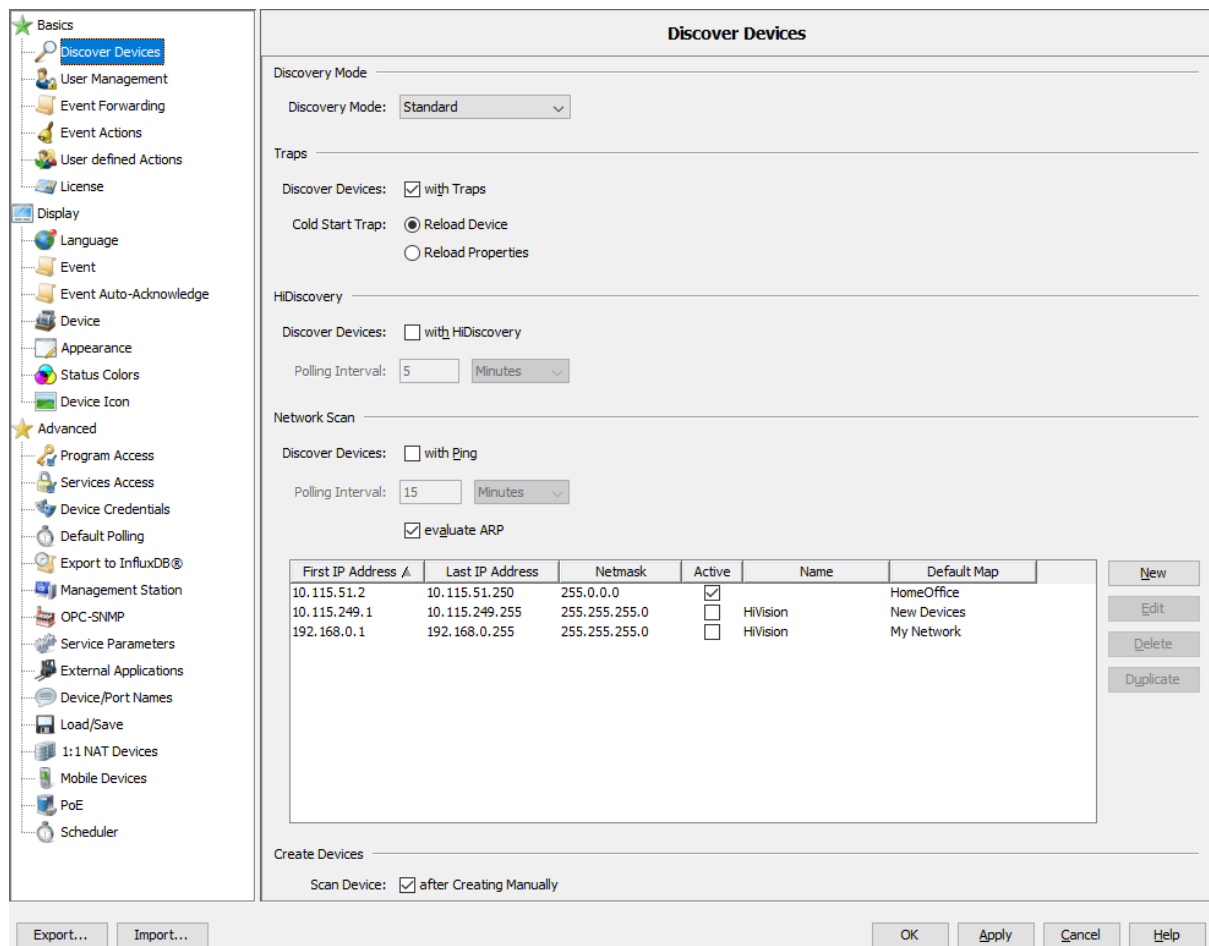 Basics
Discover Devices
User Management
Event Forwarding
Event Actions
User defined Actions
License
Display
Language
Event
Event Auto-Acknowledge
Device
Appearance
Status Colors
Device Icon
Advanced
Program Access
Services Access
Device Credentials
Default Polling
Export to InfluxDB®
Management Station
OPC-SNMP
Service Parameters
External Applications
Device/Port Names
Load/Save
1:1 NAT Devices
Mobile Devices
PoE
Scheduler
Discover Devices
Discovery Mode
Discovery Mode: Standard
Traps
Discover Devices: with Traps
Cold Start Trap: Reload Device
Reload Properties
HiDiscovery
Discover Devices: with HiDiscovery
Polling Interval: 5 Minutes
Network Scan
Discover Devices: with Ping
Polling Interval: 15 Minutes
evaluate ARP
First IP Address Last IP Address Netmask Active Name Default Map
10.115.51.2 10.115.51.250 255.0.0.0 HomeOffice
10.115.249.1 10.115.249.255 255.255.255.0 HiVision New Devices
192.168.0.1 192.168.0.255 255.255.255.0 HiVision My Network
New
Edit
Delete
Duplicate
Create Devices
Scan Device: after Creating Manually
Export... Import... OK Apply Cancel Help